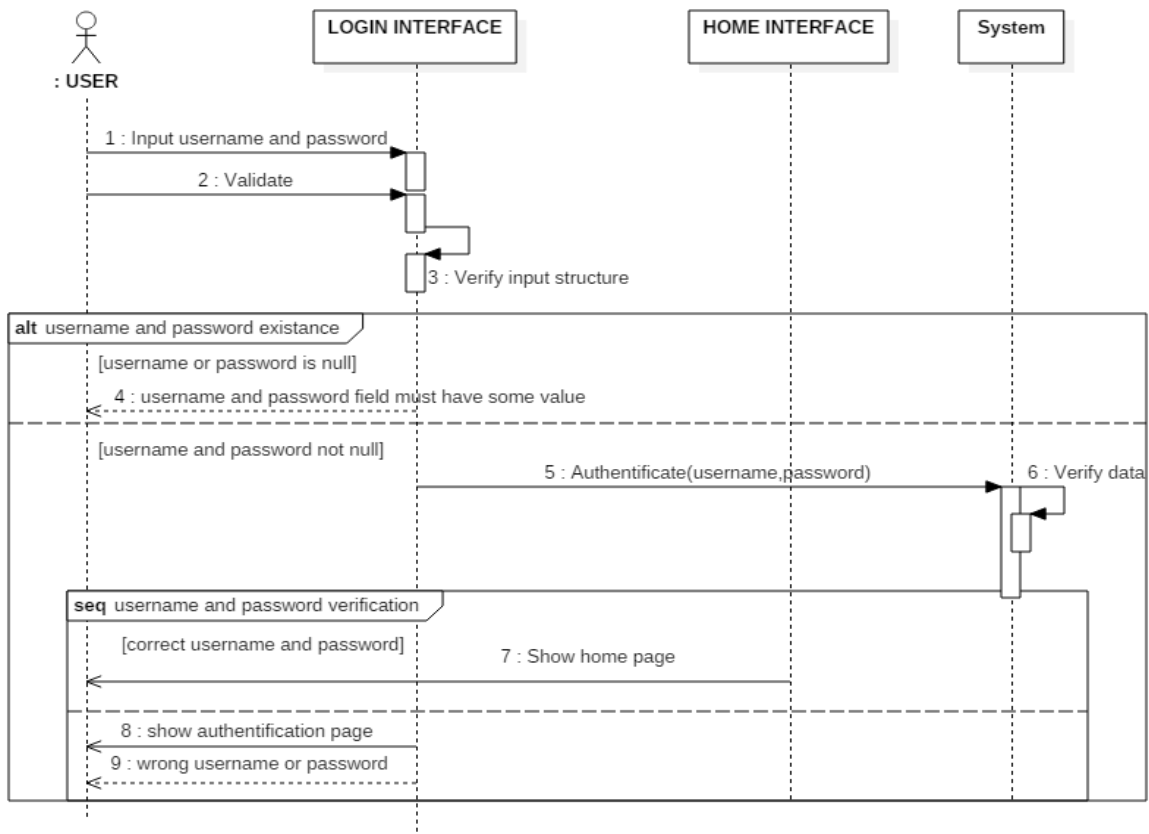 LOGIN INTERFACE
HOME INTERFACE
System
: USER
1 : Input username and password
2 : Validate
3 : Verify input structure
alt username and password existance
[username or password is null]
4 : username and password field must have some value
[username and password not null]
5 : Authentificate(username,password)
6 : Verify data
seq username and password verification
[correct username and password]
7 : Show home page
8 : show authentification page
9 : wrong username or password